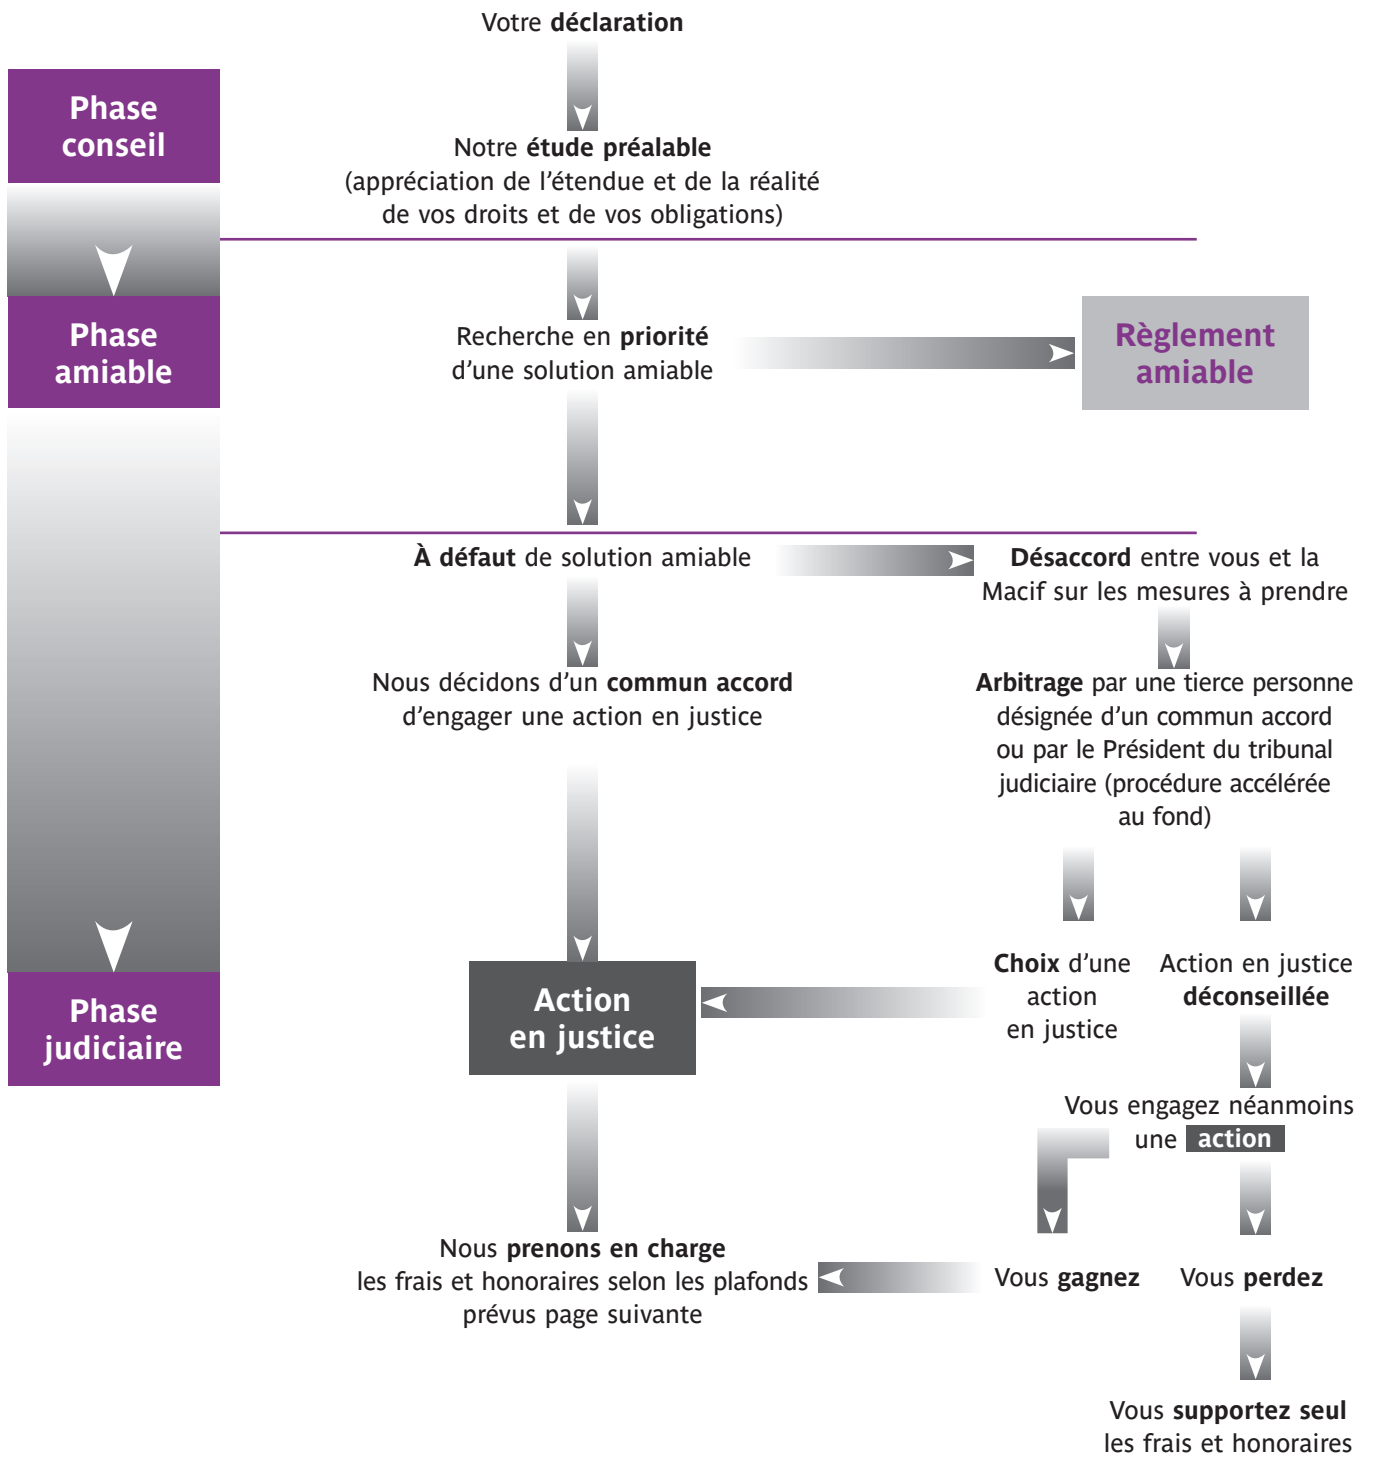 Votre déclaration
Phase
conseil
Notre étude préalable
(appréciation de l’étendue et de la réalité
de vos droits et de vos obligations)
Phase
amiable
Recherche en priorité
d’une solution amiable
Règlement
amiable
À défaut de solution amiable
Désaccord entre vous et la
Macif sur les mesures à prendre
Nous décidons d’un commun accord
d’engager une action en justice
Arbitrage par une tierce personne
désignée d’un commun accord
ou par le Président du tribunal
judiciaire (procédure accélérée
au fond)
Phase
judiciaire
Action
en justice
Choix d’une
action
en justice
Action en justice
déconseillée
Vous engagez néanmoins
une action
Nous prenons en charge
les frais et honoraires selon les plafonds
prévus page suivante
Vous gagnez
Vous perdez
Vous supportez seul
les frais et honoraires